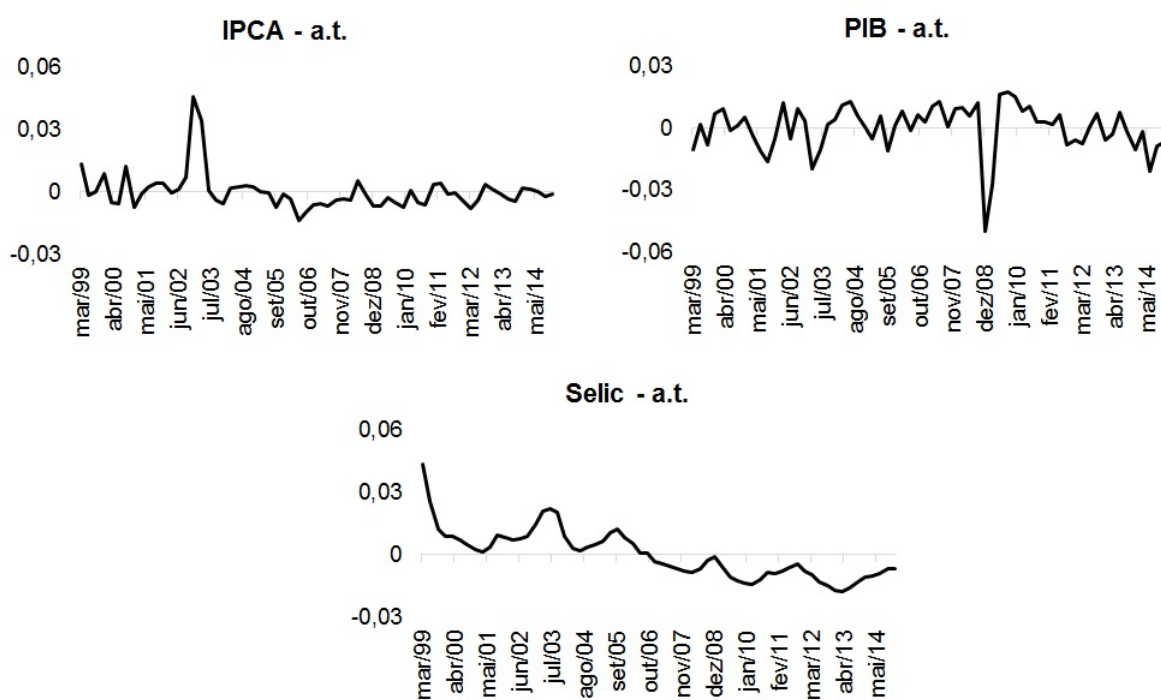 IPCA - a.t.
0,06
0,03
0
-0,03
mar/99
abr/00
mai/01
jun/02
jul/03
ago/04
set/05
out/06
nov/07
dez/08
jan/10
fev/11
mar/12
abr/13
mai/14
PIB - a.t.
0,03
0
-0,03
-0,06
mar/99
abr/00
mai/01
jun/02
jul/03
ago/04
set/05
out/06
nov/07
dez/08
jan/10
fev/11
mar/12
abr/13
mai/14
Selic - a.t.
0,06
0,03
0
-0,03
mar/99
abr/00
mai/01
jun/02
jul/03
ago/04
set/05
out/06
nov/07
dez/08
jan/10
fev/11
mar/12
abr/13
mai/14